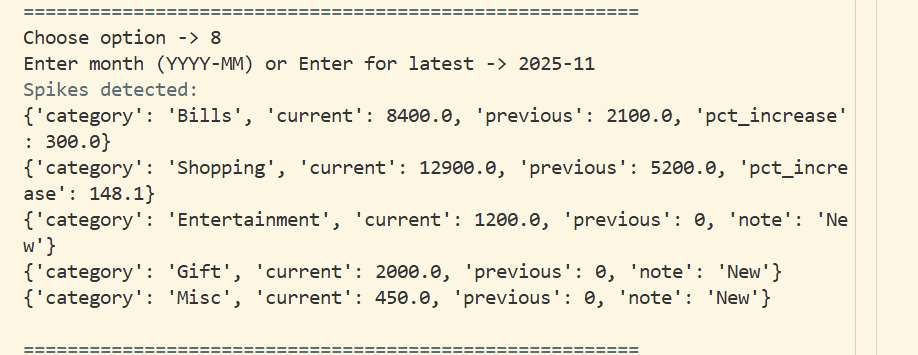 =====================================================
Choose option -> 8
Enter month (YYYY-MM) or Enter for latest -> 2025-11
Spikes detected:
{'category': 'Bills', 'current': 8400.0, 'previous': 2100.0, 'pct_increase'
: 300.0}
{'category': 'Shopping', 'current': 12900.0, 'previous': 5200.0, 'pct_incre
ase': 148.1}
{'category': 'Entertainment', 'current': 1200.0, 'previous': 0, 'note': 'Ne
w'}
{'category': 'Gift', 'current': 2000.0, 'previous': 0, 'note': 'New'}
{'category': 'Misc', 'current': 450.0, 'previous': 0, 'note': 'New'}
=====================================================